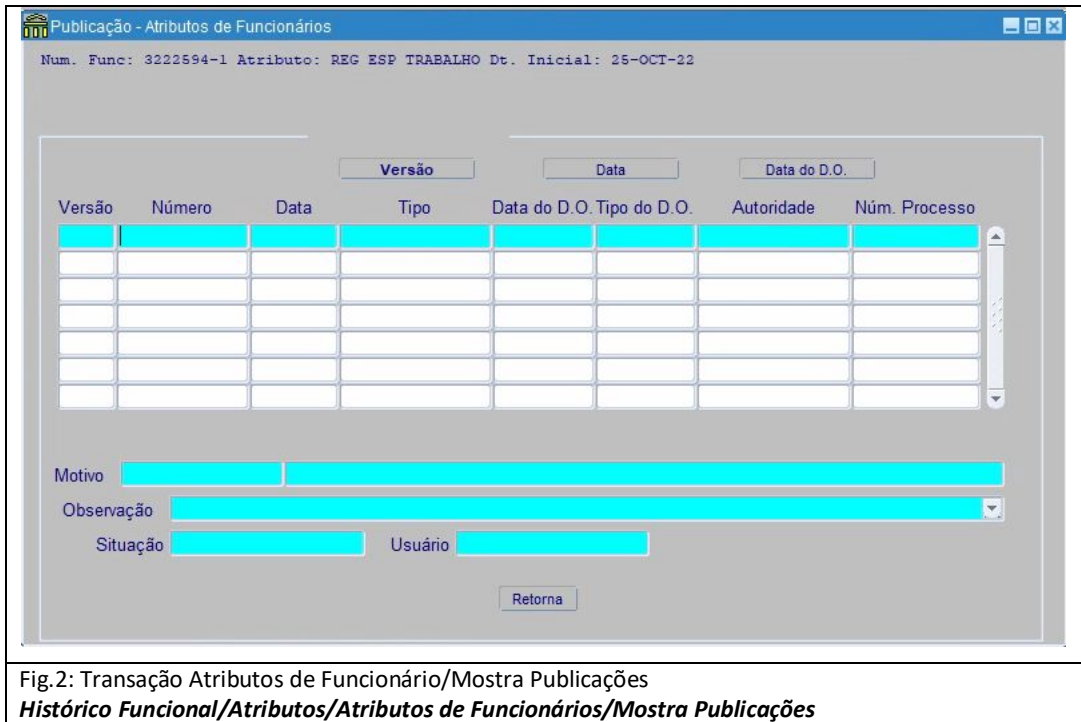 Publicação - Atributos de Funcionários
Num. Func: 3222594-1 Atributo: REG ESP TRABALHO Dt. Inicial: 25-OCT-22
Versão Data Data do D.O.
Versão Número Data Tipo Data do D.O. Tipo do D.O. Autoridade Núm. Processo
Motivo
Observação
Situação Usuário
Retorna
Fig.2: Transação Atributos de Funcionário/Mostra Publicações
Histórico Funcional/Atributos/Atributos de Funcionários/Mostra Publicações